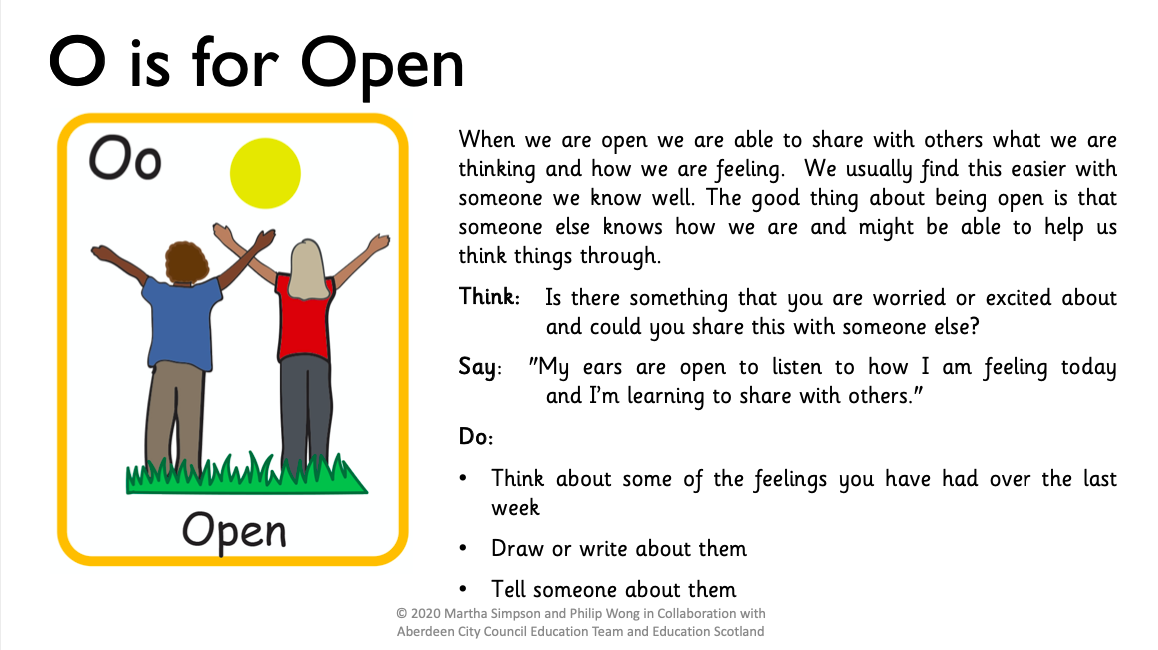 O is for Open
Oo
Open
When we are open we are able to share with others what we are
thinking and how we are feeling.  We usually find this easier with
someone we know well. The good thing about being open is that
someone else knows how we are and might be able to help us
think things through.
Think: Is there something that you are worried or excited about
and could you share this with someone else?
Say: "My ears are open to listen to how I am feeling today
and I'm learning to share with others."
Do:
• Think about some of the feelings you have had over the last
week
• Draw or write about them
• Tell someone about them
© 2020 Martha Simpson and Philip Wong in Collaboration with
Aberdeen City Council Education Team and Education Scotland